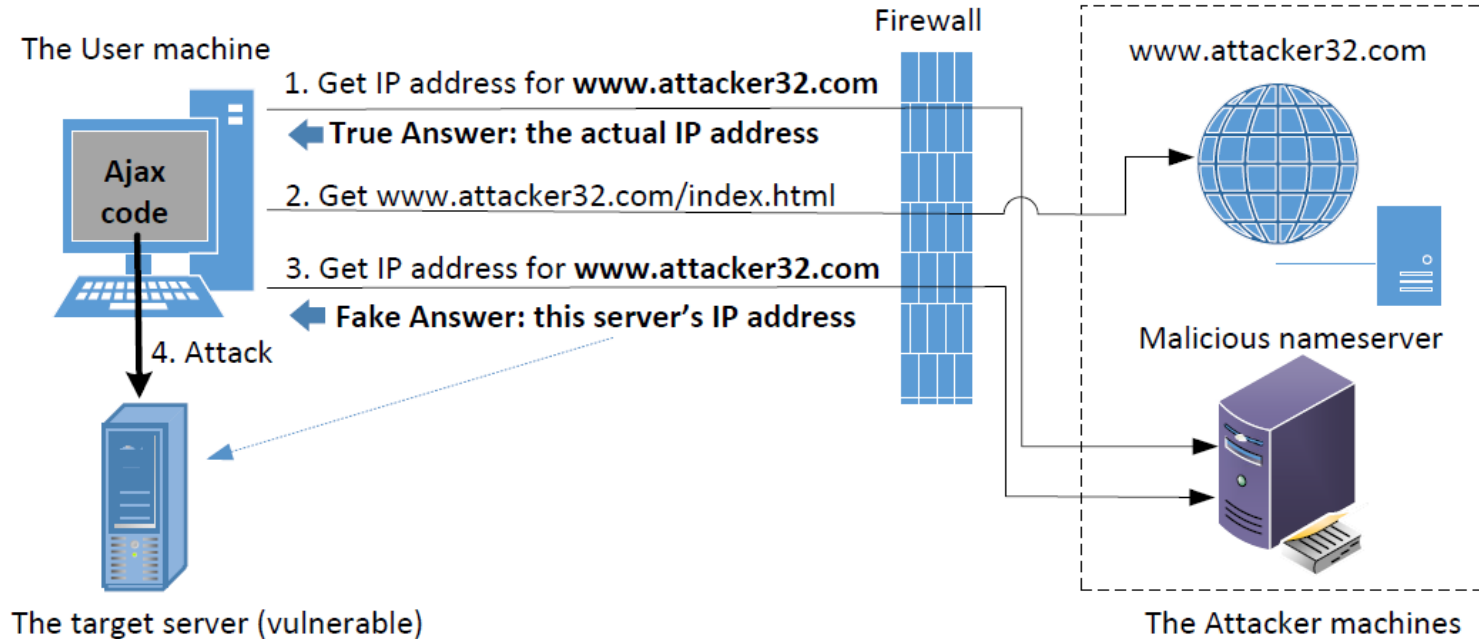 The User machine
Firewall
www.attacker32.com
1. Get IP address for www.attacker32.com
True Answer: the actual IP address
Ajax
code
2. Get www.attacker32.com/index.html
3. Get IP address for www.attacker32.com
Fake Answer: this server's IP address
4. Attack
Malicious nameserver
The target server (vulnerable)
The Attacker machines